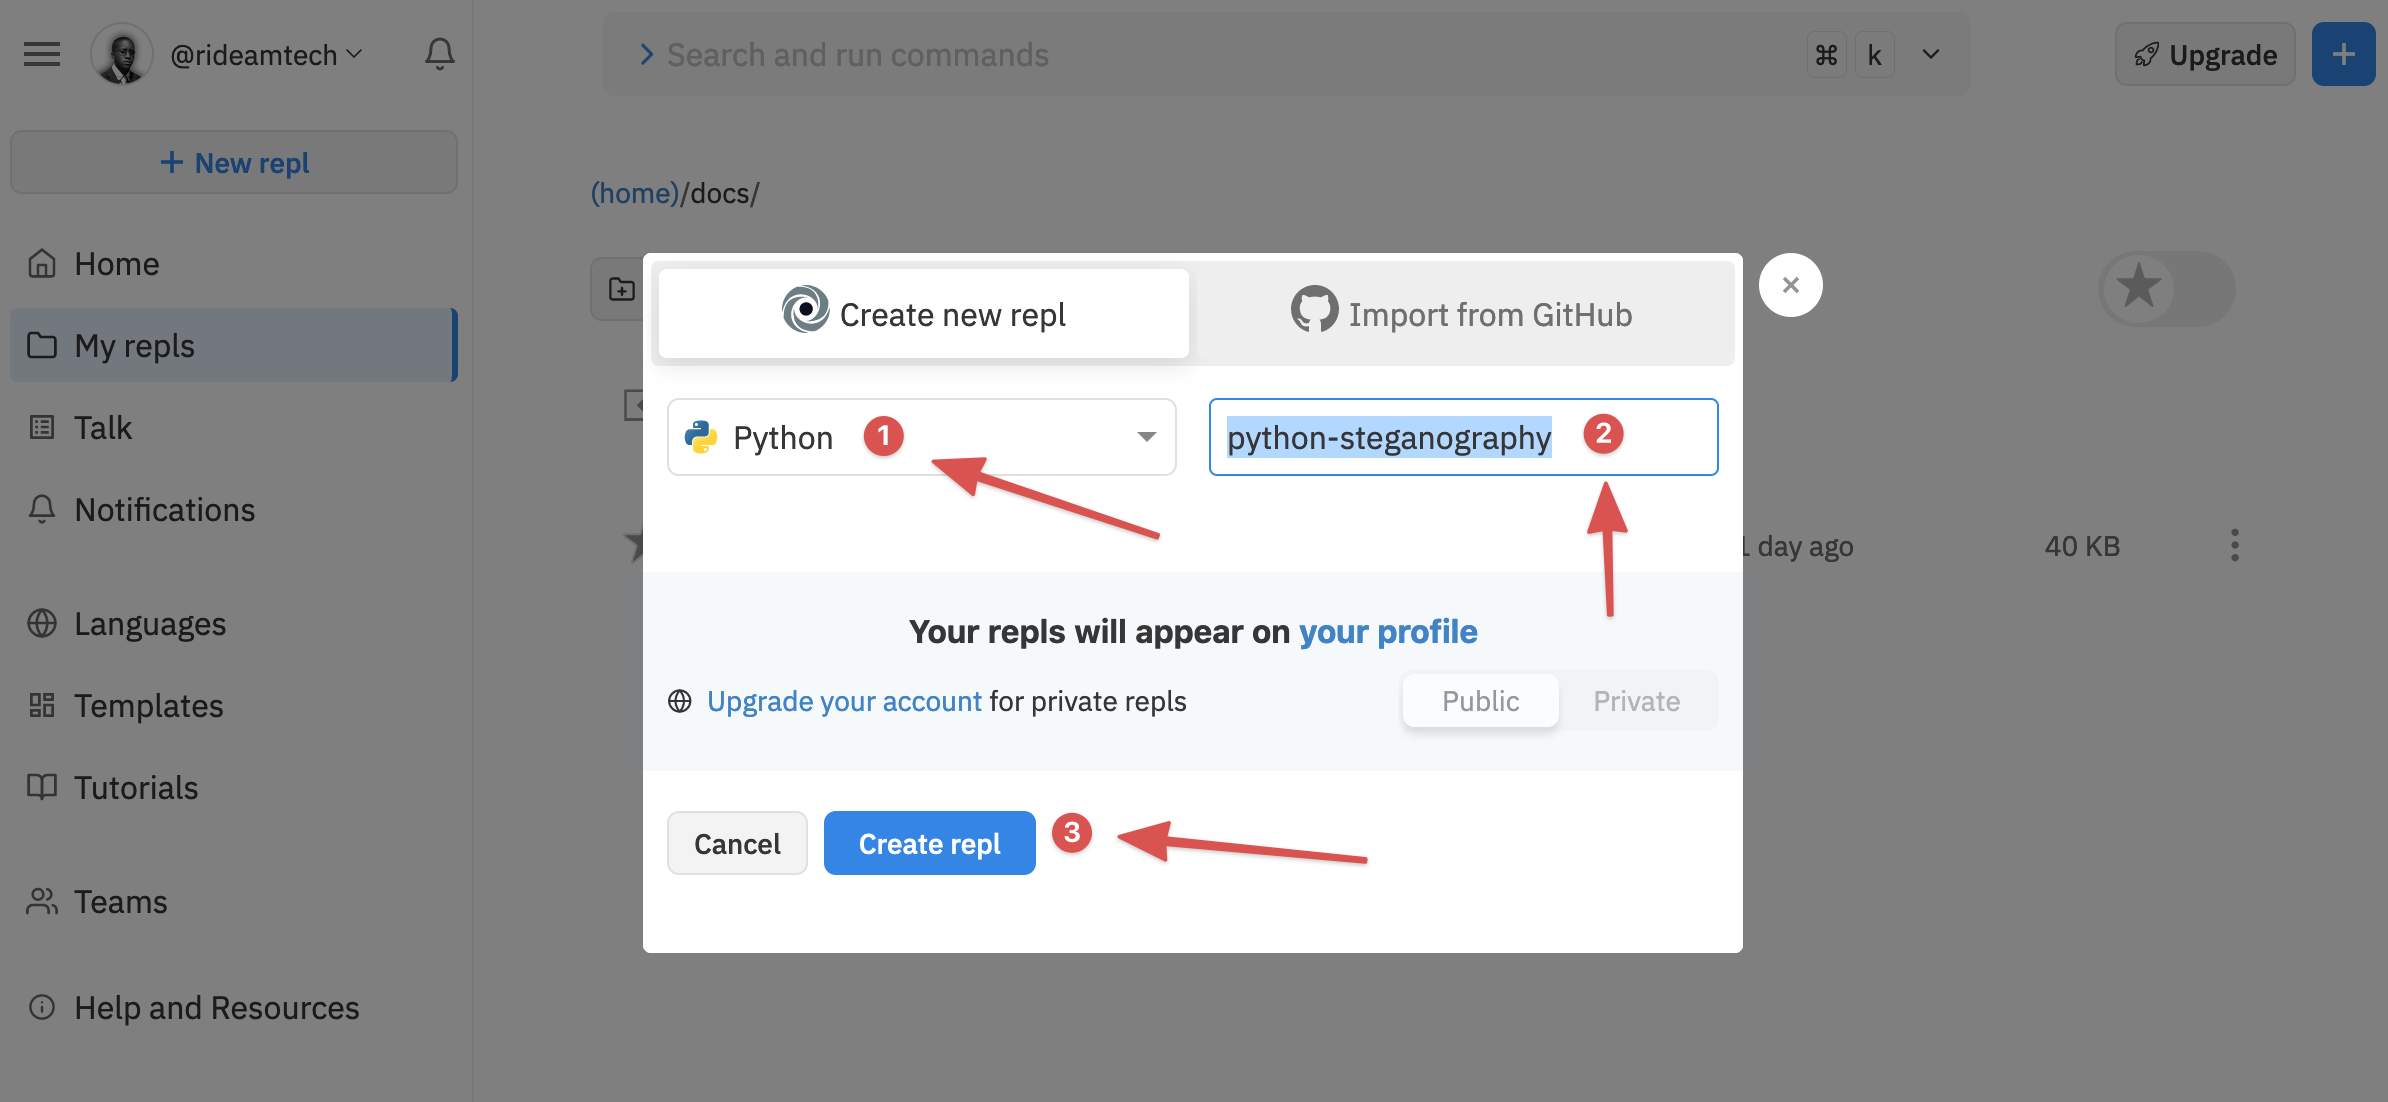 @rideamtech
Search and run commands
⌘ k
Upgrade
+ New repl
(home)/docs/
Home
My repls
Talk
Notifications
Languages
Templates
Tutorials
Teams
Help and Resources
Create new repl
Import from GitHub
Python 1
python-steganography 2
1 day ago
40 KB
Your repls will appear on your profile
Upgrade your account for private repls
Public
Private
Cancel
Create repl 3